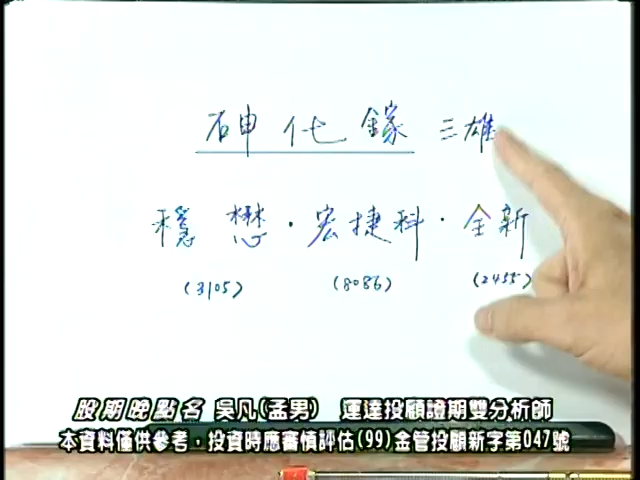 砷化鎵三雄
穩懋·宏捷科·全新
(3105) (8086) (2455)
股期晚點名 吳凡(孟男) 運達投顧證期雙分析師
本資料僅供參考，投資時應審慎評估(99)金管投顧新字第047號